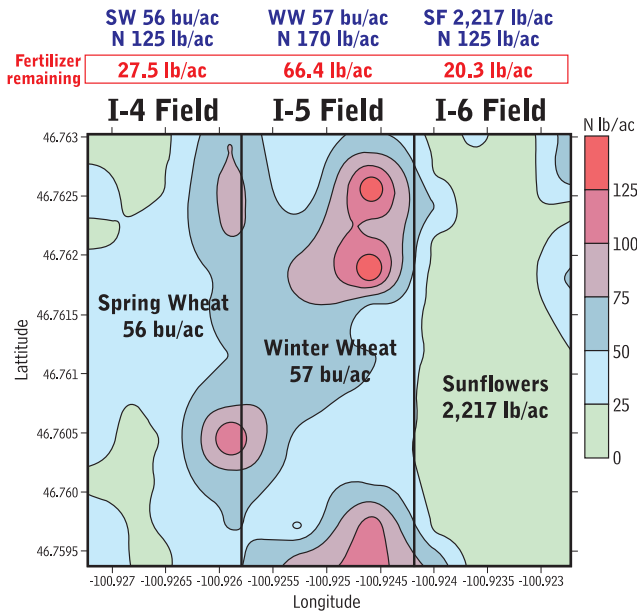 SW 56 bu/ac WW 57 bu/ac SF 2,217 lb/ac
N 125 lb/ac N 170 lb/ac N 125 lb/ac
Fertilizer
remaining
27.5 lb/ac 66.4 lb/ac 20.3 lb/ac
I-4 Field I-5 Field I-6 Field
N lb/ac
46.763
46.7625
46.762
46.7615
46.761
46.7605
46.760
46.7595
Lattitude
Spring Wheat
56 bu/ac
Winter Wheat
57 bu/ac
Sunflowers
2,217 lb/ac
125
100
75
50
25
0
-100.927 -100.9265 -100.926 -100.9255 -100.925 -100.9245 -100.924 -100.9235 -100.923
Longitude